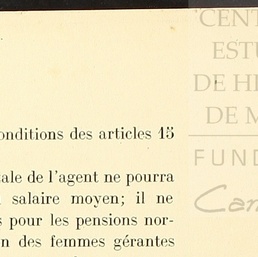 onditions des articles 15
ale de l'agent ne pourra
salaire moyen; il ne
pour les pensions nor-
n des femmes gérantes
'CENT
ESTU
DE HI
DE M
FUND
Can